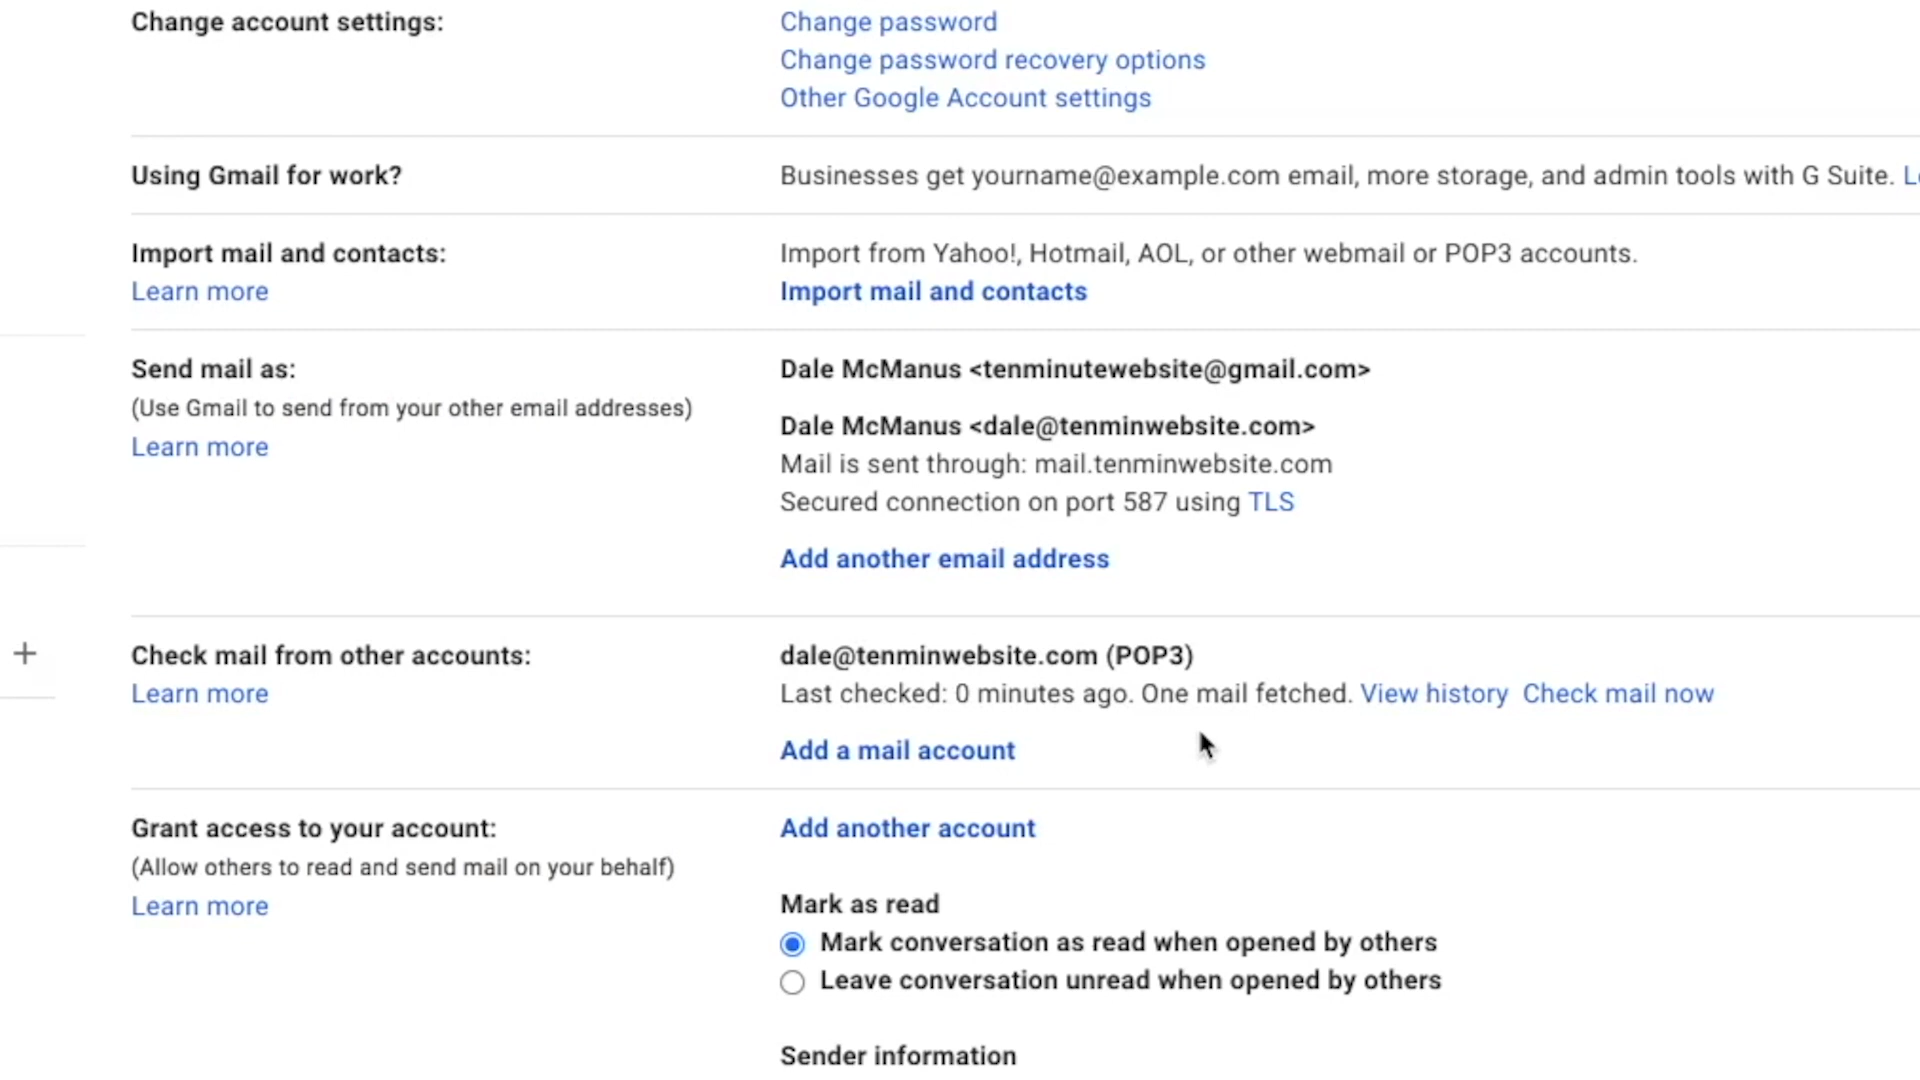 Change account settings:
Change password
Change password recovery options
Other Google Account settings
Using Gmail for work?
Businesses get yourname@example.com email, more storage, and admin tools with G Suite.
Import mail and contacts:
Learn more
Import from Yahoo!, Hotmail, AOL, or other webmail or POP3 accounts.
Import mail and contacts
Send mail as:
(Use Gmail to send from your other email addresses)
Learn more
Dale McManus <tenminutewebsite@gmail.com>
Dale McManus <dale@tenminwebsite.com>
Mail is sent through: mail.tenminwebsite.com
Secured connection on port 587 using TLS
Add another email address
Check mail from other accounts:
Learn more
dale@tenminwebsite.com (POP3)
Last checked: 0 minutes ago. One mail fetched. View history Check mail now
Add a mail account
Grant access to your account:
(Allow others to read and send mail on your behalf)
Learn more
Add another account
Mark as read
Mark conversation as read when opened by others
Leave conversation unread when opened by others
Sender information